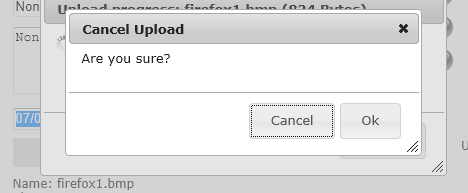 Non
Upload progress: firefox1.bmp (824 Bytes)
Cancel Upload
Are you sure?
Non
07/0
Cancel
Ok
U
Name: firefox1.bmp